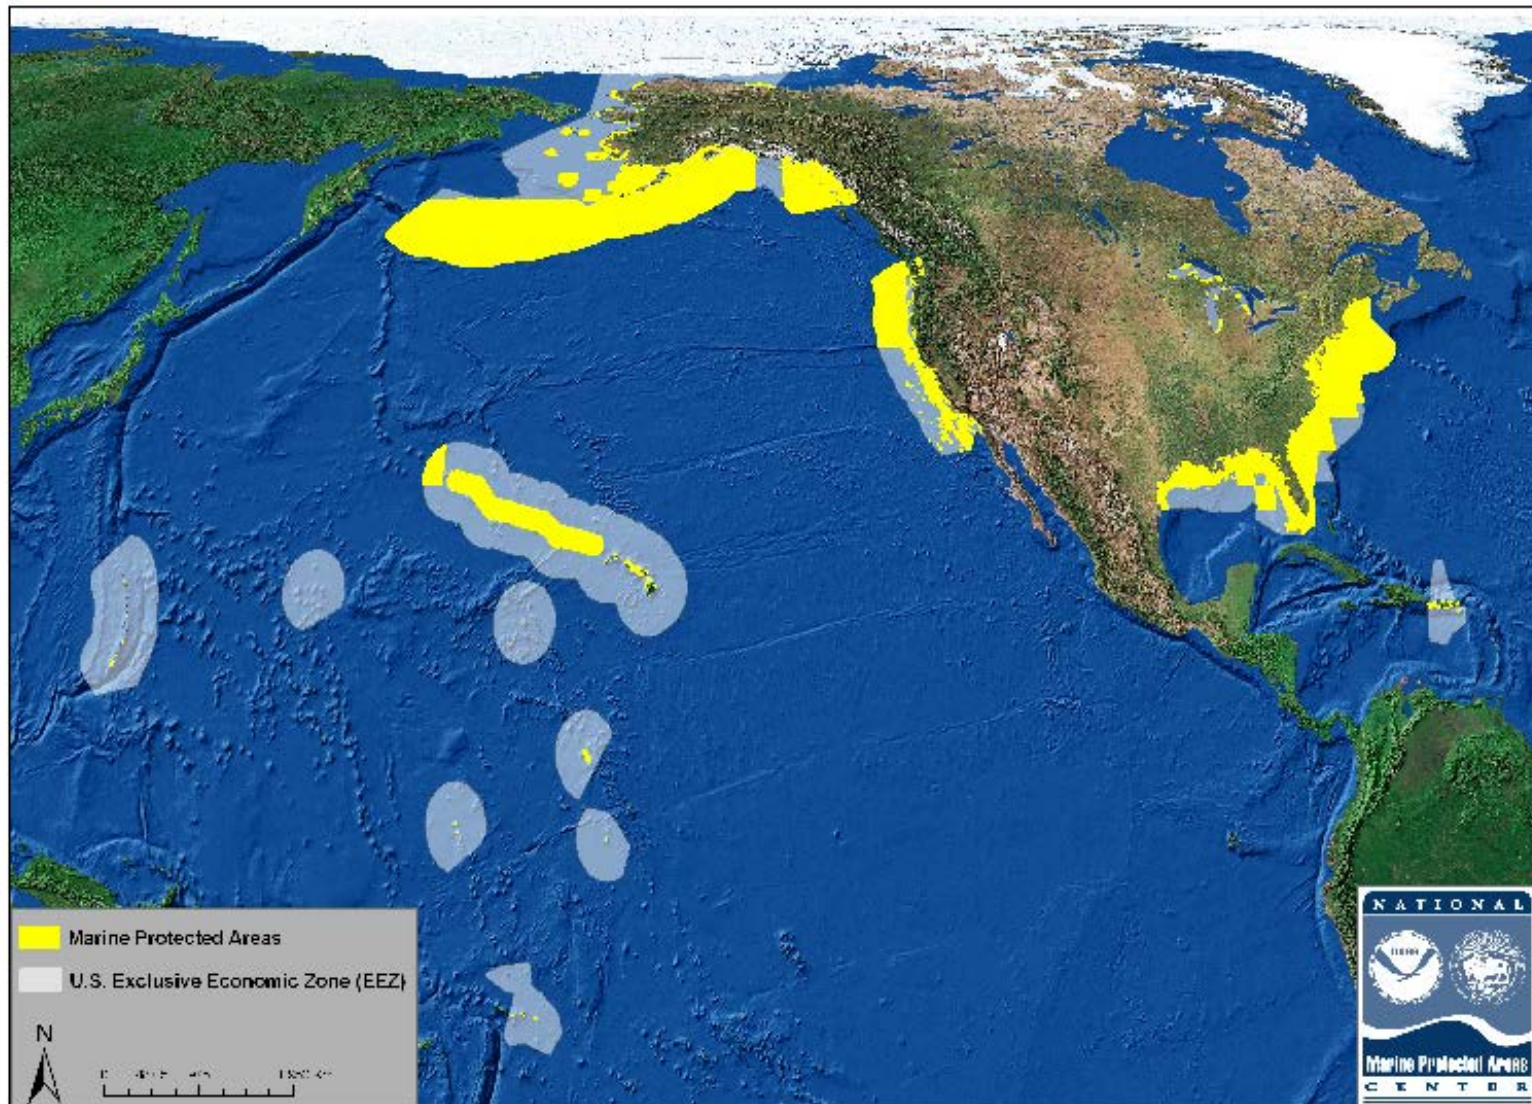 Marine Protected Areas
U.S. Exclusive Economic Zone (EEZ)
N
NATIONAL
Marine Protected Areas
CENTER